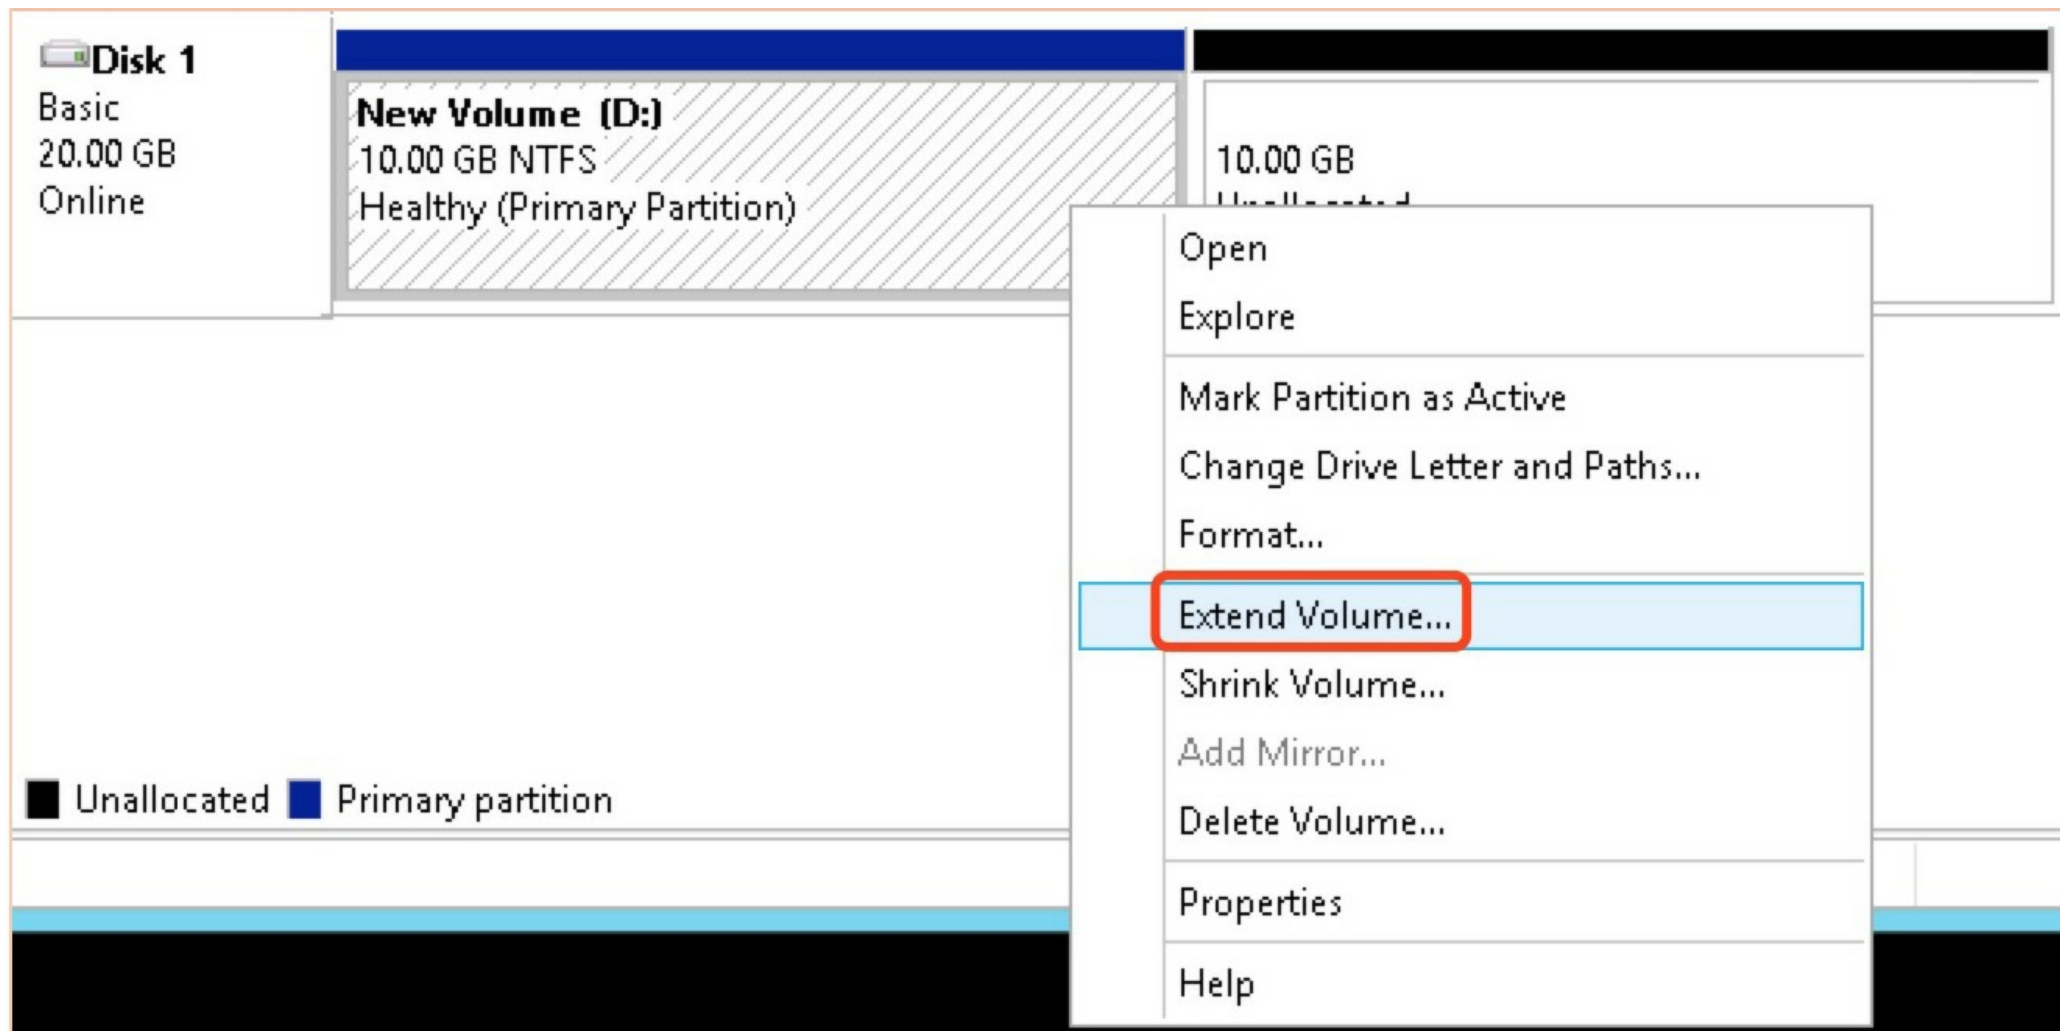 Disk 1
Basic
20.00 GB
Online
New Volume (D:)
10.00 GB NTFS
Healthy (Primary Partition)
10.00 GB
Unallocated
Open
Explore
Mark Partition as Active
Change Drive Letter and Paths...
Format...
Extend Volume...
Shrink Volume...
Add Mirror...
Delete Volume...
Properties
Help
Unallocated
Primary partition